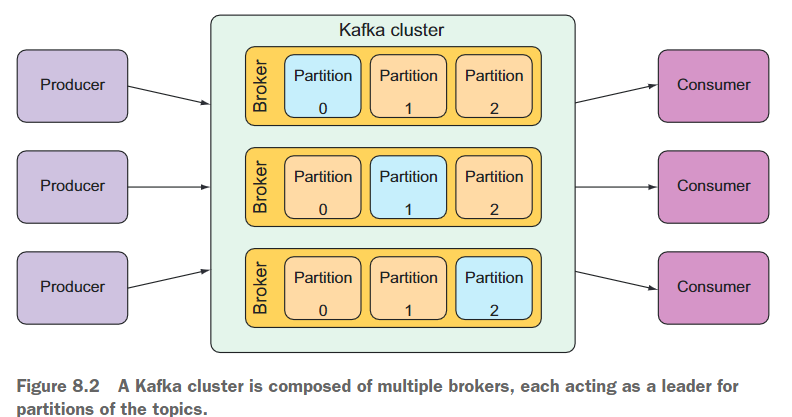 Kafka cluster
Producer
Broker
Partition
0
Partition
1
Partition
2
Consumer
Producer
Broker
Partition
0
Partition
1
Partition
2
Consumer
Producer
Broker
Partition
0
Partition
1
Partition
2
Consumer
Figure 8.2 A Kafka cluster is composed of multiple brokers, each acting as a leader for
partitions of the topics.